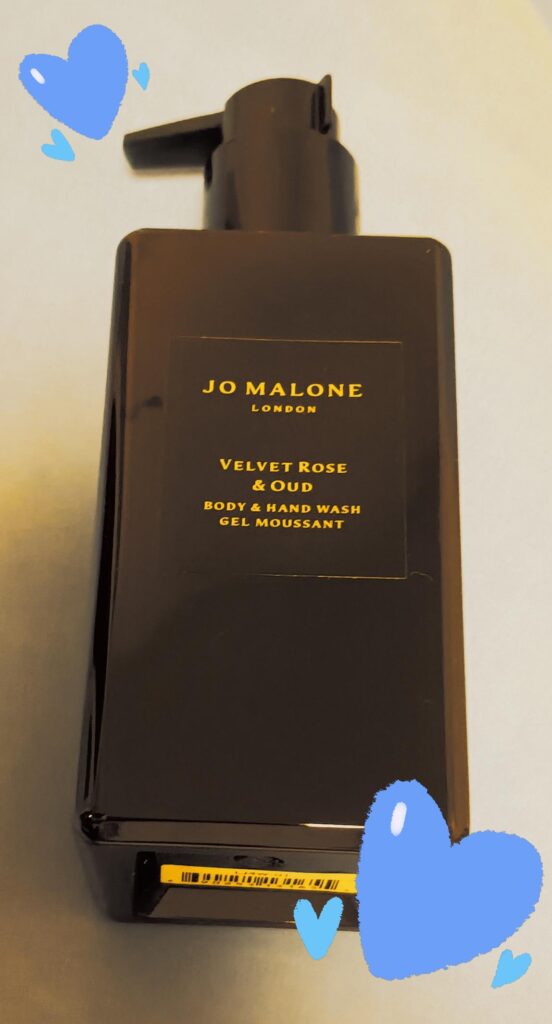 JO MALONE
LONDON
VELVET ROSE
& OUD
BODY & HAND WASH
GEL MOUSSANT